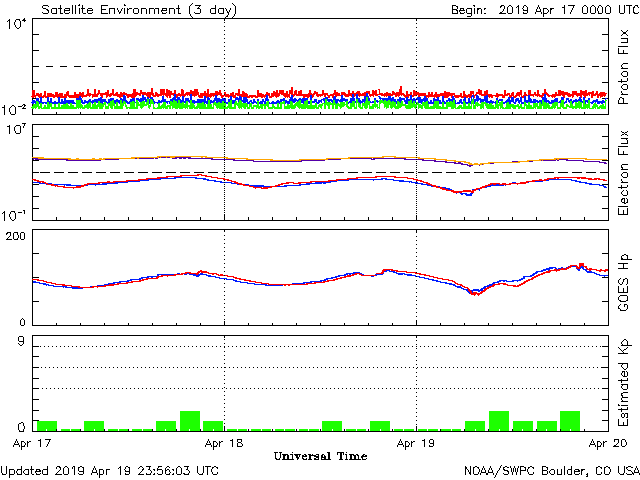 Satellite Environment (3 day) Begin: 2019 Apr 17 0000 UTC
10^4
10^-2
Proton Flux
10^7
10^-1
Electron Flux
200
0
GOES Hp
9
0
Estimated Kp
Apr 17 Apr 18 Apr 19 Apr 20
Universal Time
Updated 2019 Apr 19 23:56:03 UTC NOAA/SWPC Boulder, CO USA